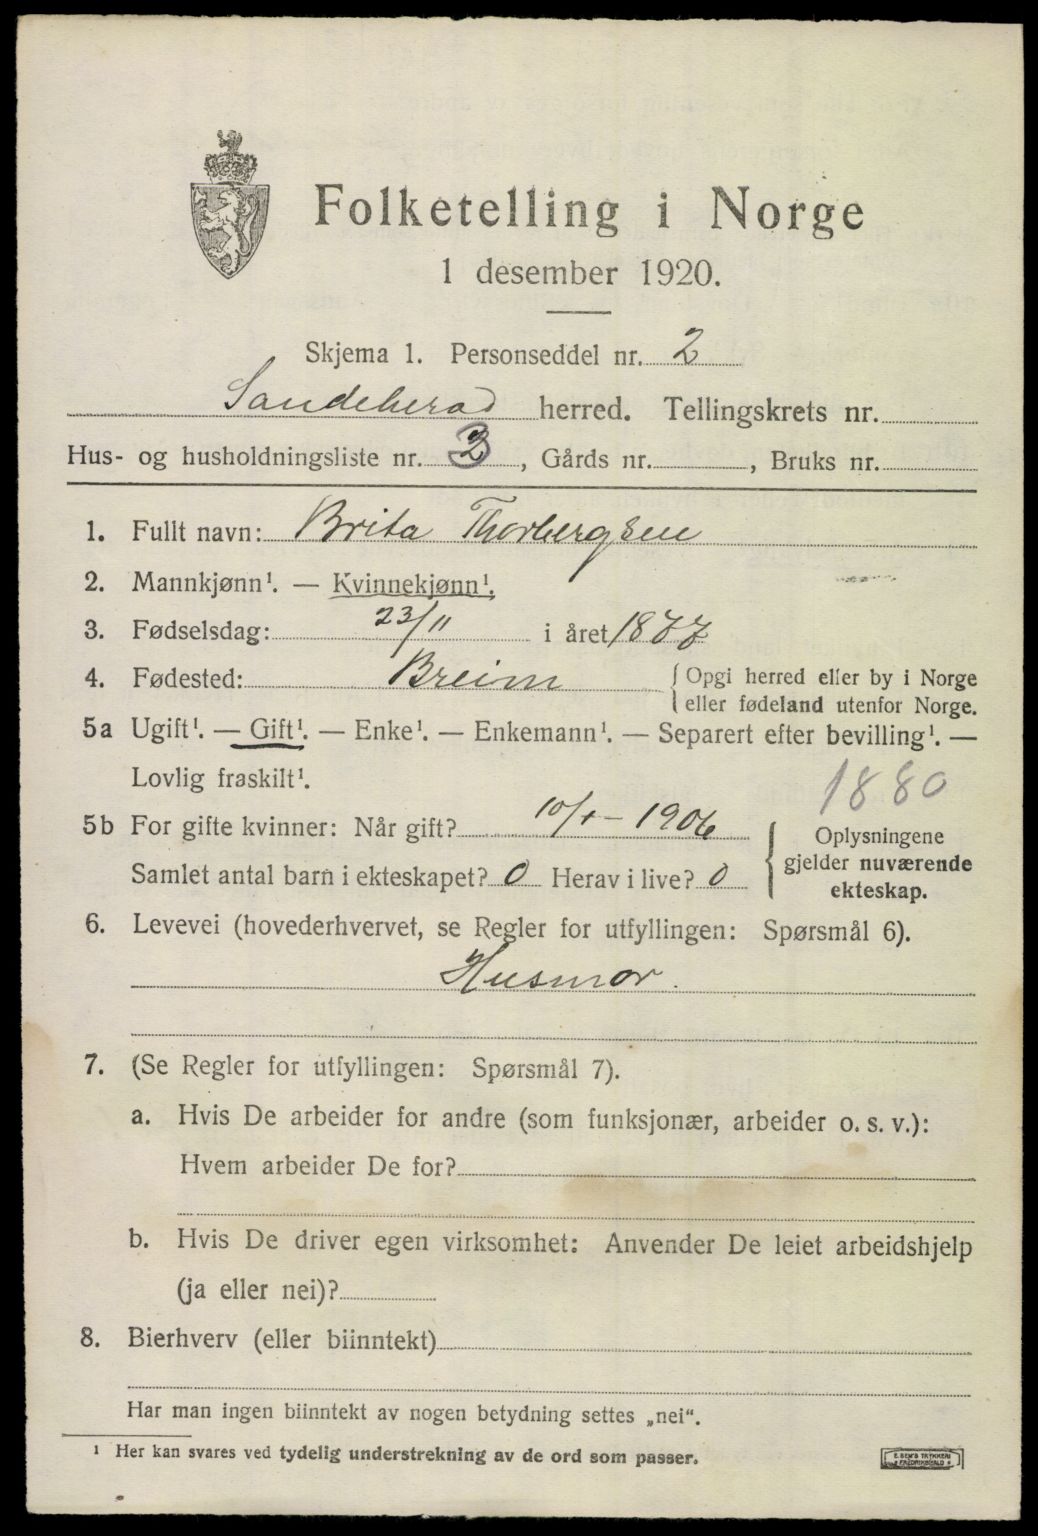 Folketelling i Norge
1 desember 1920.
Skjema 1. Personseddel nr. 2
Sandeherad herred. Tellingskrets nr.
Hus- og husholdningsliste nr. 3, Gårds nr. , Bruks nr.
1. Fullt navn: Brita Thorbergsen
2. Mannkjønn¹. — Kvinnekjønn¹.
3. Fødselsdag: 23/11 i året 1877
4. Fødested: Breim { Opgi herred eller by i Norge
eller fødeland utenfor Norge.
5a Ugift¹. — Gift¹. — Enke¹. — Enkemann¹. — Separert efter bevilling¹. —
Lovlig fraskilt¹.
1880
5b For gifte kvinner: Når gift? 1906
Samlet antal barn i ekteskapet? 0 Herav i live? 0
{ Oplysningene
gjelder nuværende
ekteskap.
6. Levevei (hovederhvervet, se Regler for utfyllingen: Spørsmål 6).
Husmor.
7. (Se Regler for utfyllingen: Spørsmål 7).
a. Hvis De arbeider for andre (som funksjonær, arbeider o. s. v.):
Hvem arbeider De for?
b. Hvis De driver egen virksomhet: Anvender De leiet arbeidshjelp
(ja eller nei)?
8. Bierhverv (eller biinntekt)
Har man ingen biinntekt av nogen betydning settes „nei“.
¹ Her kan svares ved tydelig understrekning av de ord som passer.
E. SEM'S TRYKKERI
FREDRIKSHALD